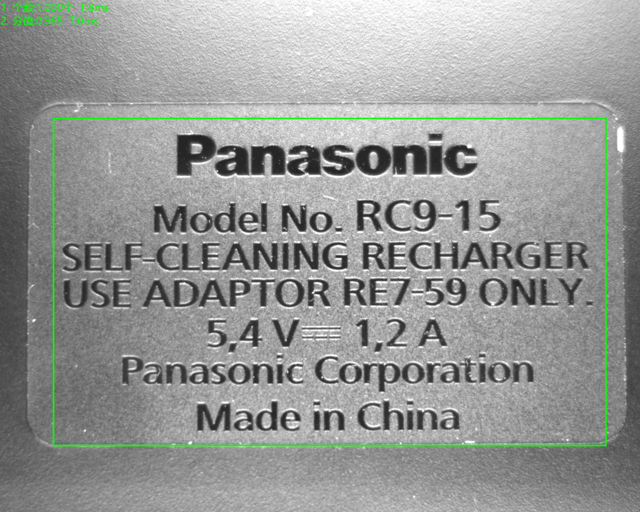 Panasonic
Model No. RC9-15
SELF-CLEANING RECHARGER
USE ADAPTOR RE7-59 ONLY.
5,4 V⎓ 1,2 A
Panasonic Corporation
Made in China